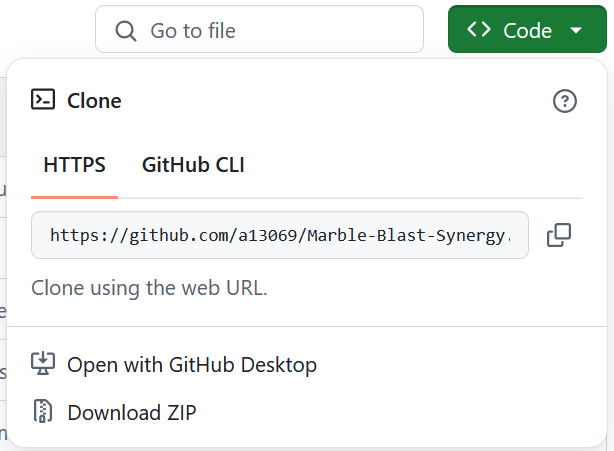 Go to file
<> Code
Clone
HTTPS GitHub CLI
https://github.com/a13069/Marble-Blast-Synergy.
Clone using the web URL.
Open with GitHub Desktop
Download ZIP